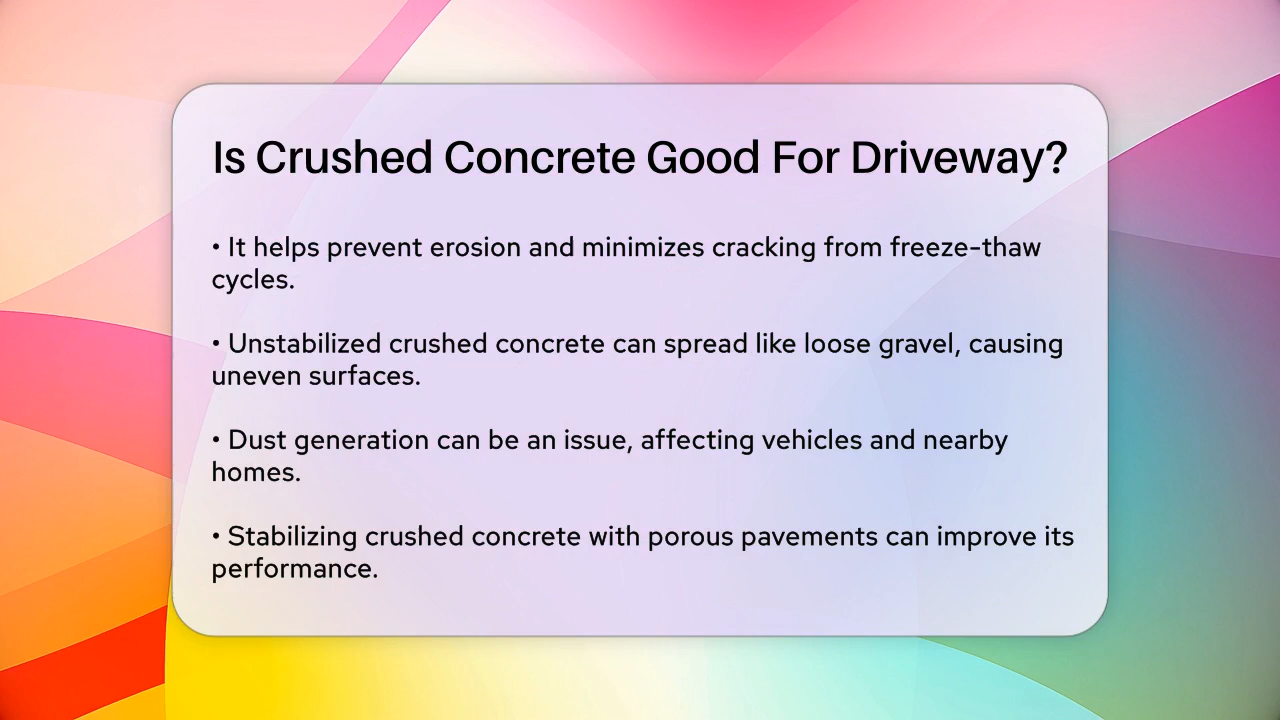 Is Crushed Concrete Good For Driveway?
• It helps prevent erosion and minimizes cracking from freeze-thaw
cycles.
• Unstabilized crushed concrete can spread like loose gravel, causing
uneven surfaces.
• Dust generation can be an issue, affecting vehicles and nearby
homes.
• Stabilizing crushed concrete with porous pavements can improve its
performance.